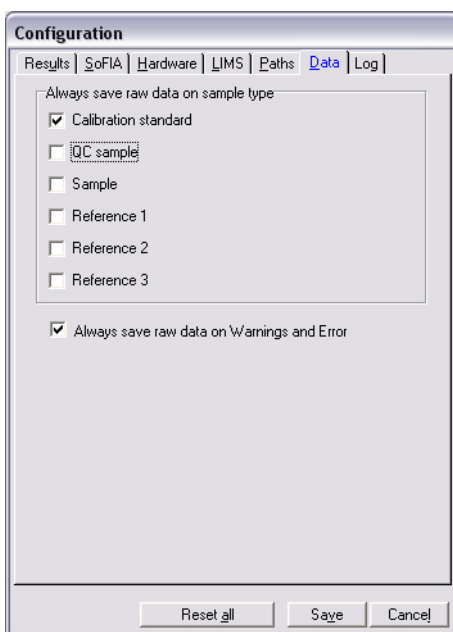 Configuration
Results SoFIA Hardware LIMS Paths Data Log
Always save raw data on sample type
Calibration standard
QC sample
Sample
Reference 1
Reference 2
Reference 3
Always save raw data on Warnings and Error
Reset all Save Cancel